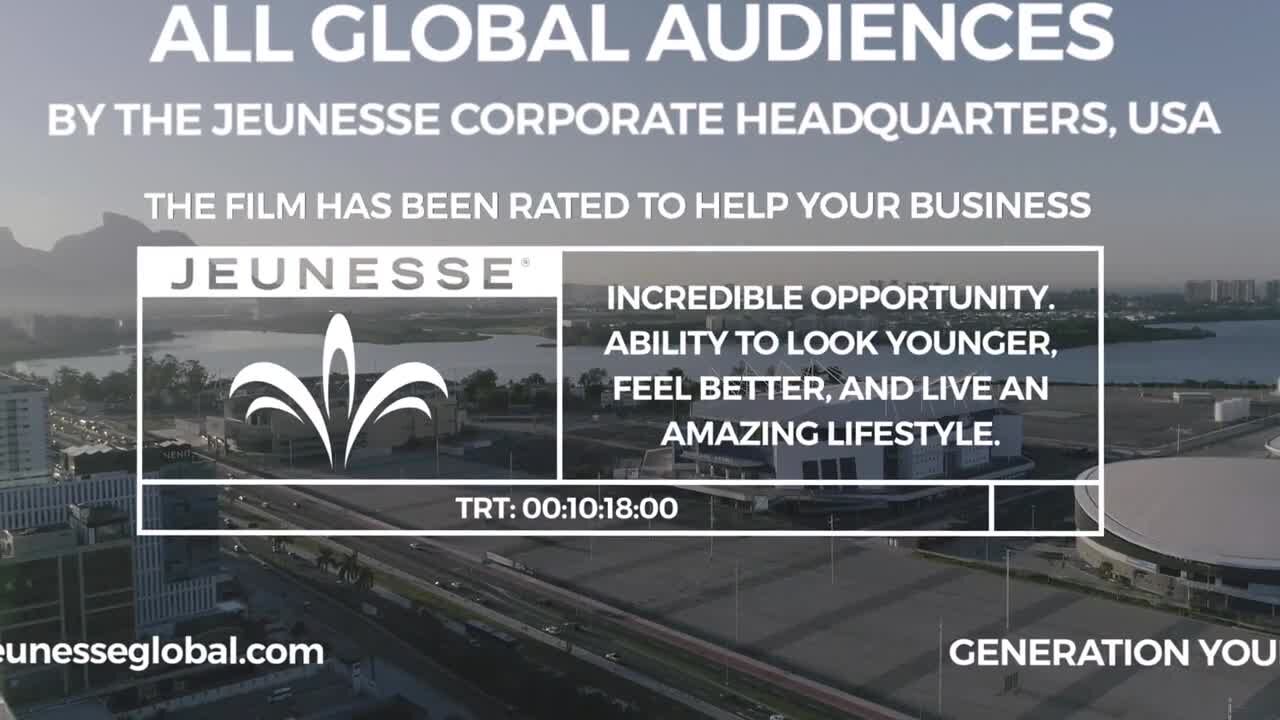 ALL GLOBAL AUDIENCES
BY THE JEUNESSE CORPORATE HEADQUARTERS, USA
THE FILM HAS BEEN RATED TO HELP YOUR BUSINESS
JEUNESSE®
INCREDIBLE OPPORTUNITY.
ABILITY TO LOOK YOUNGER,
FEEL BETTER, AND LIVE AN
AMAZING LIFESTYLE.
TRT: 00:10:18:00
eunesseglobal.com
GENERATION YOU